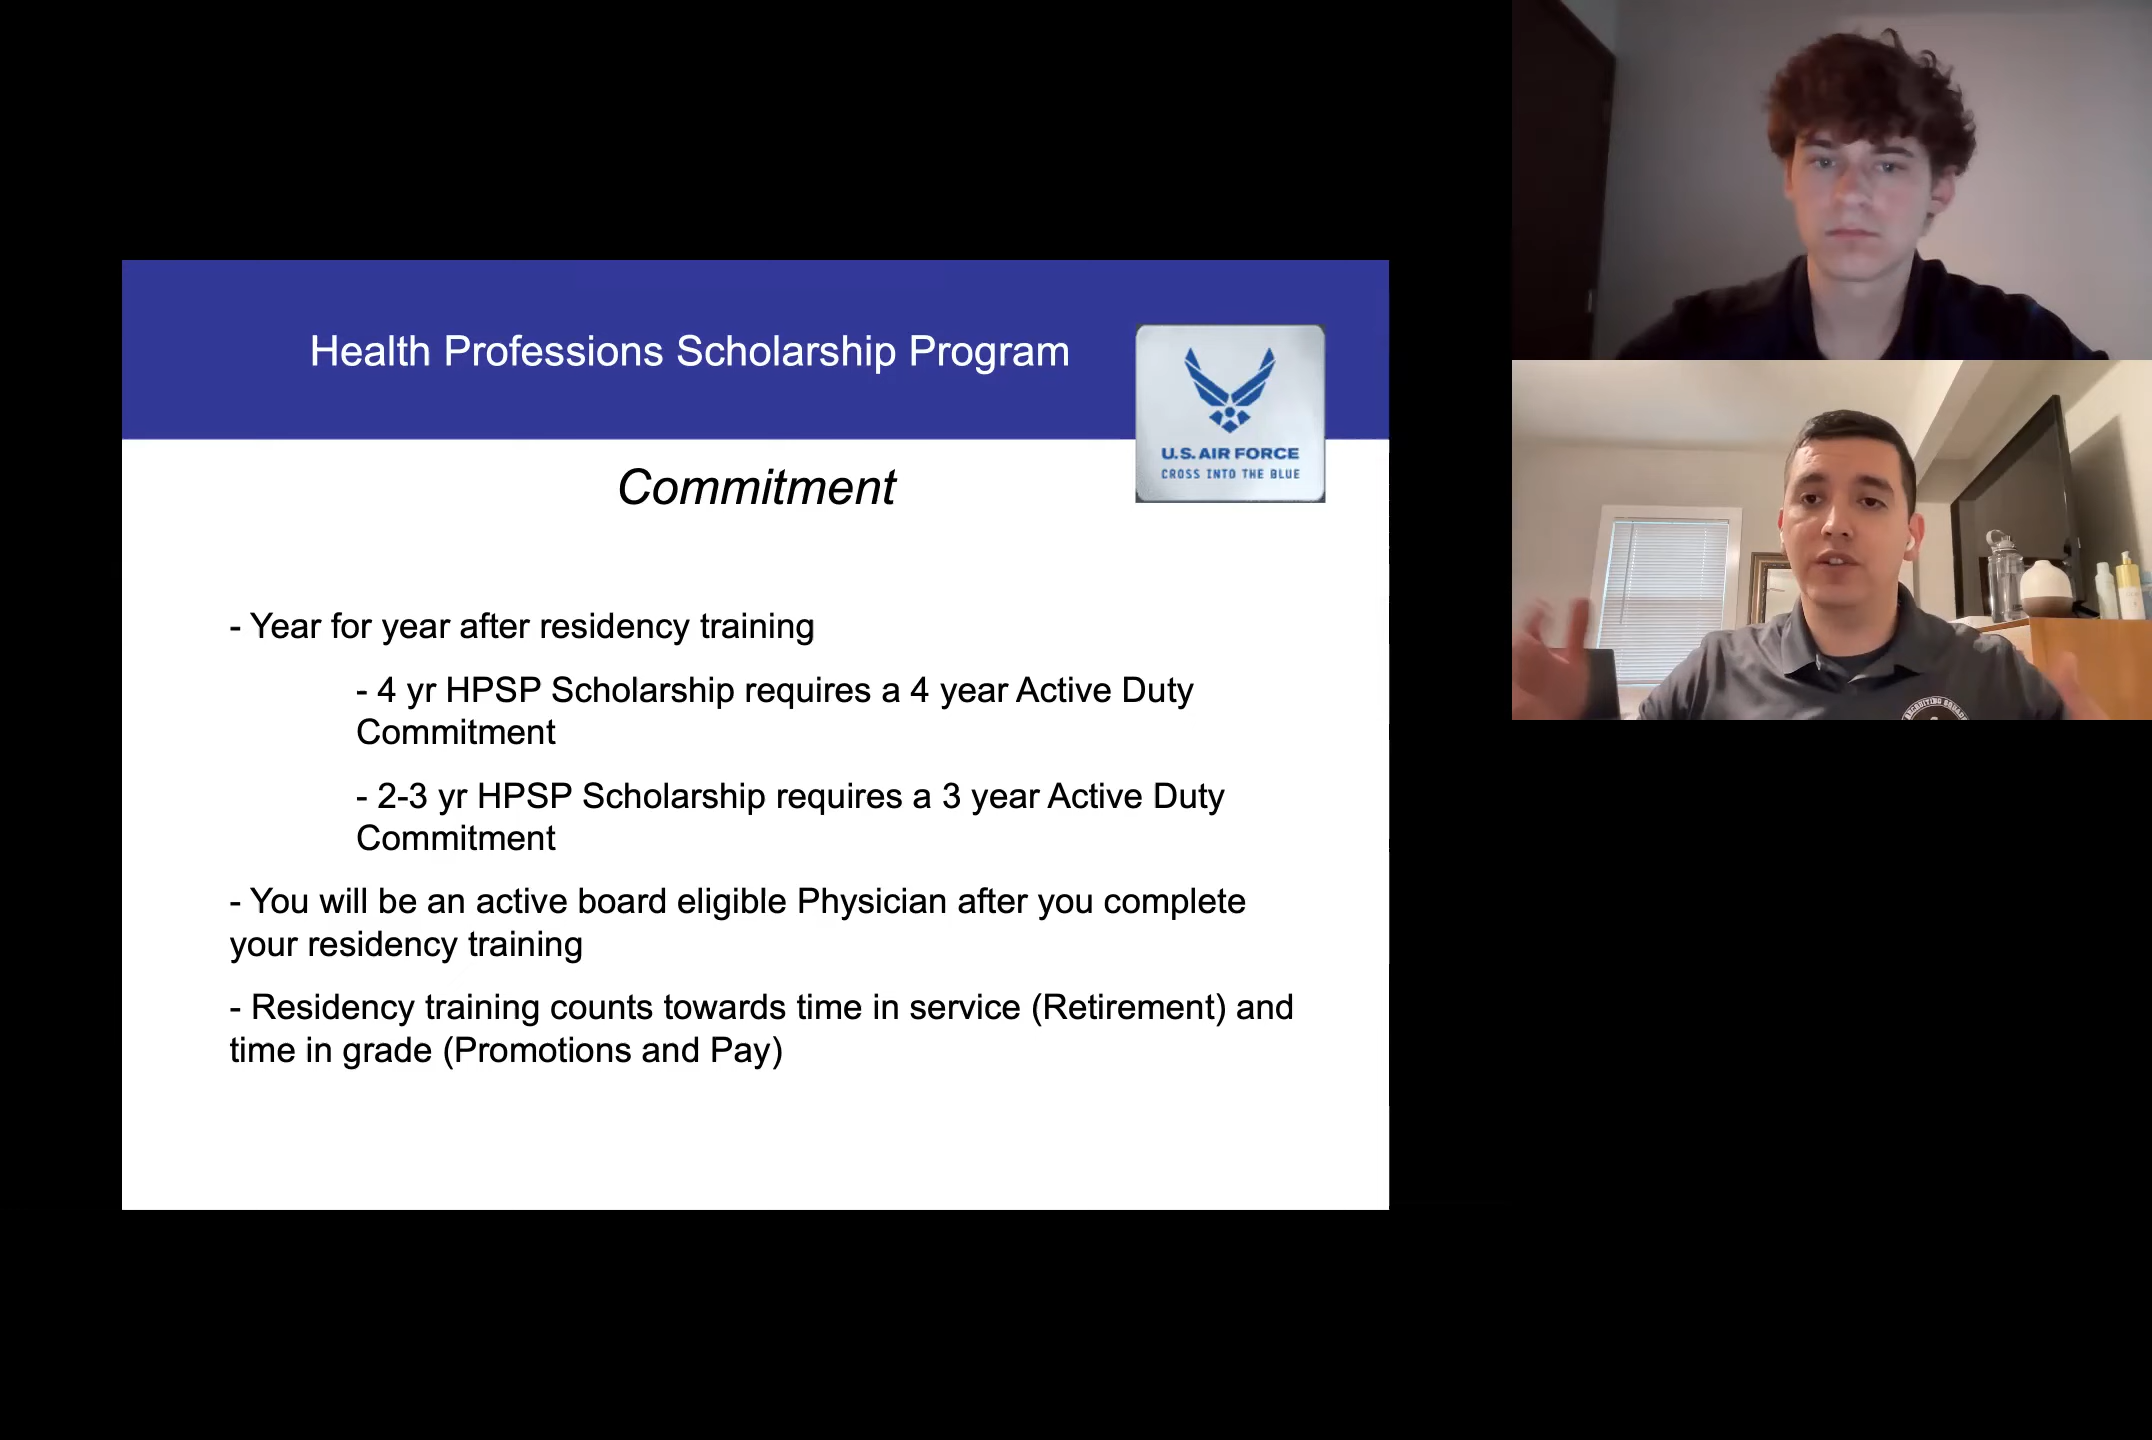 Health Professions Scholarship Program
U.S. AIR FORCE
CROSS INTO THE BLUE
Commitment
- Year for year after residency training
- 4 yr HPSP Scholarship requires a 4 year Active Duty
Commitment
- 2-3 yr HPSP Scholarship requires a 3 year Active Duty
Commitment
- You will be an active board eligible Physician after you complete
your residency training
- Residency training counts towards time in service (Retirement) and
time in grade (Promotions and Pay)
RECRUITING